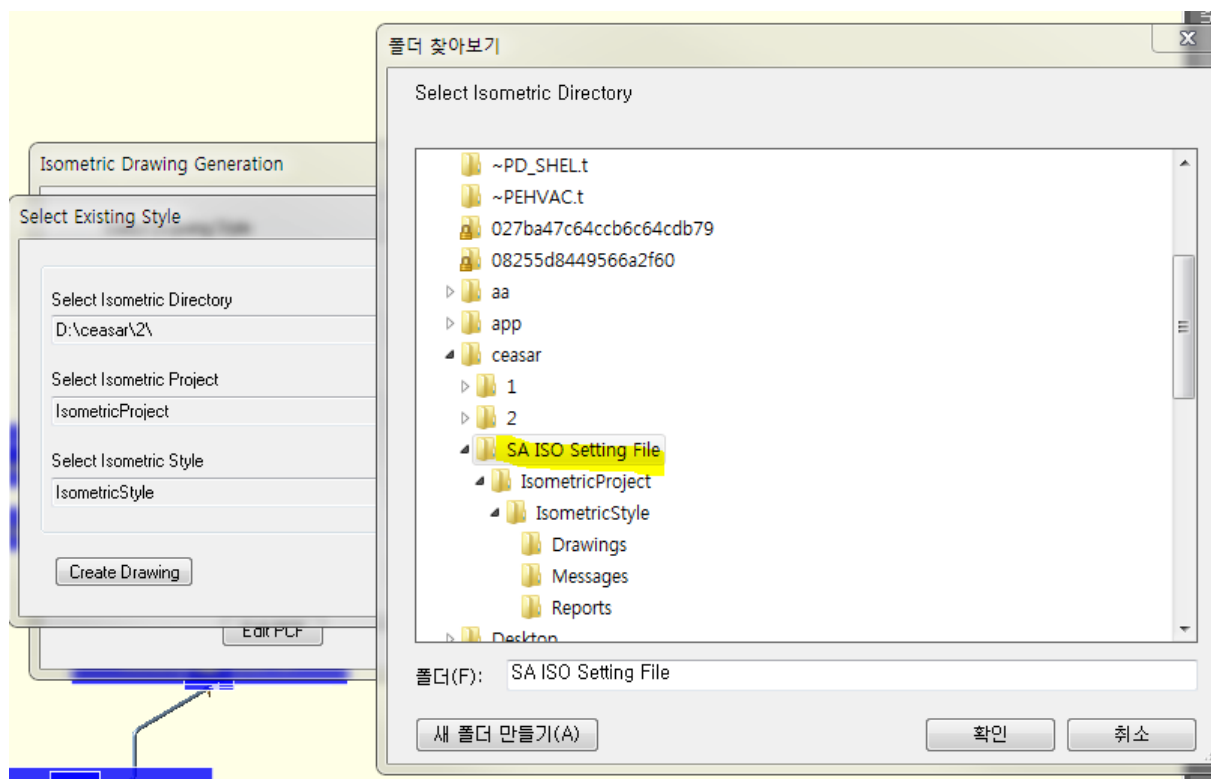 폴더 찾아보기
Select Isometric Directory
Isometric Drawing Generation
Select Existing Style
Select Isometric Directory
D:\ceasar\2\
Select Isometric Project
IsometricProject
Select Isometric Style
IsometricStyle
Create Drawing
Edit PCF
~PD_SHEL.t
~PEHVAC.t
027ba47c64ccb6c64cdb79
08255d8449566a2f60
aa
app
ceasar
1
2
SA ISO Setting File
IsometricProject
IsometricStyle
Drawings
Messages
Reports
Desktop
폴더(F): SA ISO Setting File
새 폴더 만들기(A) 확인 취소